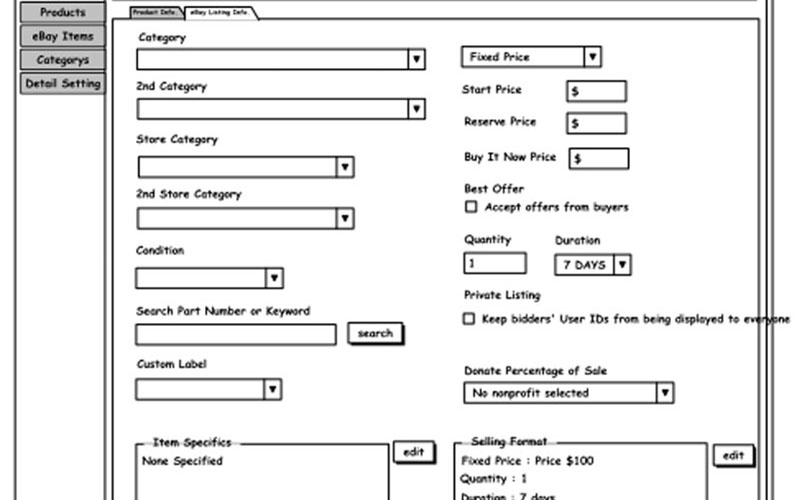 Products
eBay Items
Categorys
Detail Setting
Product Info.
eBay Listing Info.
Category
2nd Category
Store Category
2nd Store Category
Condition
Search Part Number or Keyword
search
Custom Label
Item Specifics
edit
None Specified
Fixed Price
Start Price
$
Reserve Price
$
Buy It Now Price
$
Best Offer
Accept offers from buyers
Quantity
Duration
1
7 DAYS
Private Listing
Keep bidders' User IDs from being displayed to everyone
Donate Percentage of Sale
No nonprofit selected
Selling Format
edit
Fixed Price : Price $100
Quantity : 1
Duration : 7 days